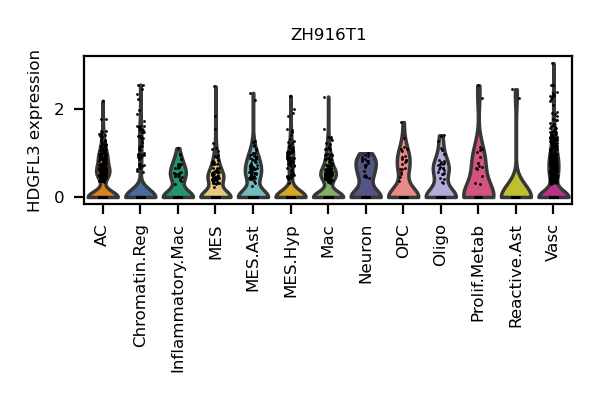 ZH916T1
HDGFL3 expression
2
0
AC
Chromatin.Reg
Inflammatory.Mac
MES
MES.Ast
MES.Hyp
Mac
Neuron
OPC
Oligo
Prolif.Metab
Reactive.Ast
Vasc